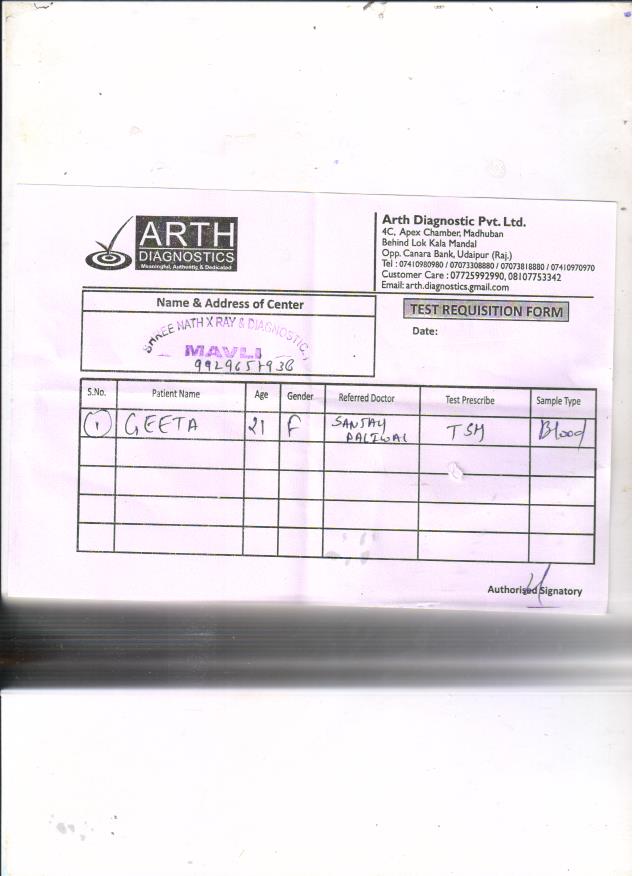 ARTH
DIAGNOSTICS
Meaningful, Authentic & Dedicated
Arth Diagnostic Pvt. Ltd.
4C, Apex Chamber, Madhuban
Behind Lok Kala Mandal
Opp. Canara Bank, Udaipur (Raj.)
Tel : 07410980980 / 07073308880 / 07073818880 / 07410970970
Customer Care : 07725992990, 08107753342
Email: arth.diagnostics.gmail.com
Name & Address of Center
SHREE NATH X RAY & DIAGNOSTIC
MAVLI
TEST REQUISITION FORM
Date:
S.No. Patient Name Age Gender Referred Doctor Test Prescribe Sample Type
1 GEETA 21 F SANJAY PALIWAL TSH Blood
Authorised Signatory